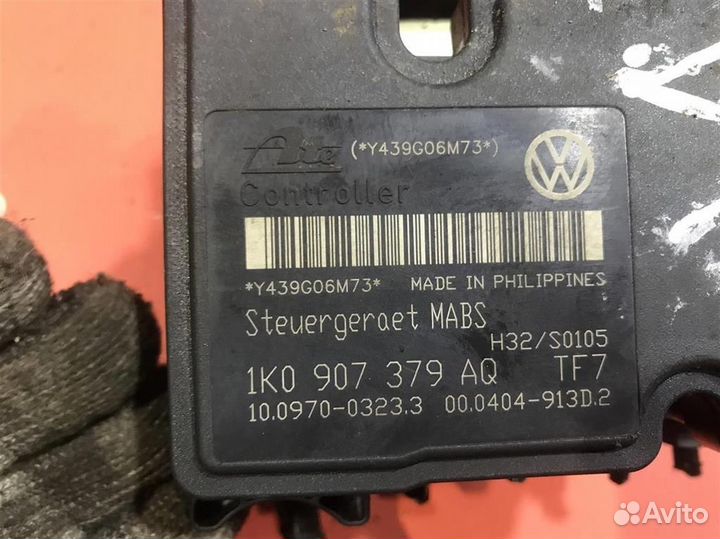 Ate (*Y439G06M73*)
Controller
*Y439G06M73* MADE IN PHILIPPINES
Steuergeraet MABS
H32/S0105
1K0 907 379 AQ TF7
10.0970-0323.3 00.0404-913D.2
Avito